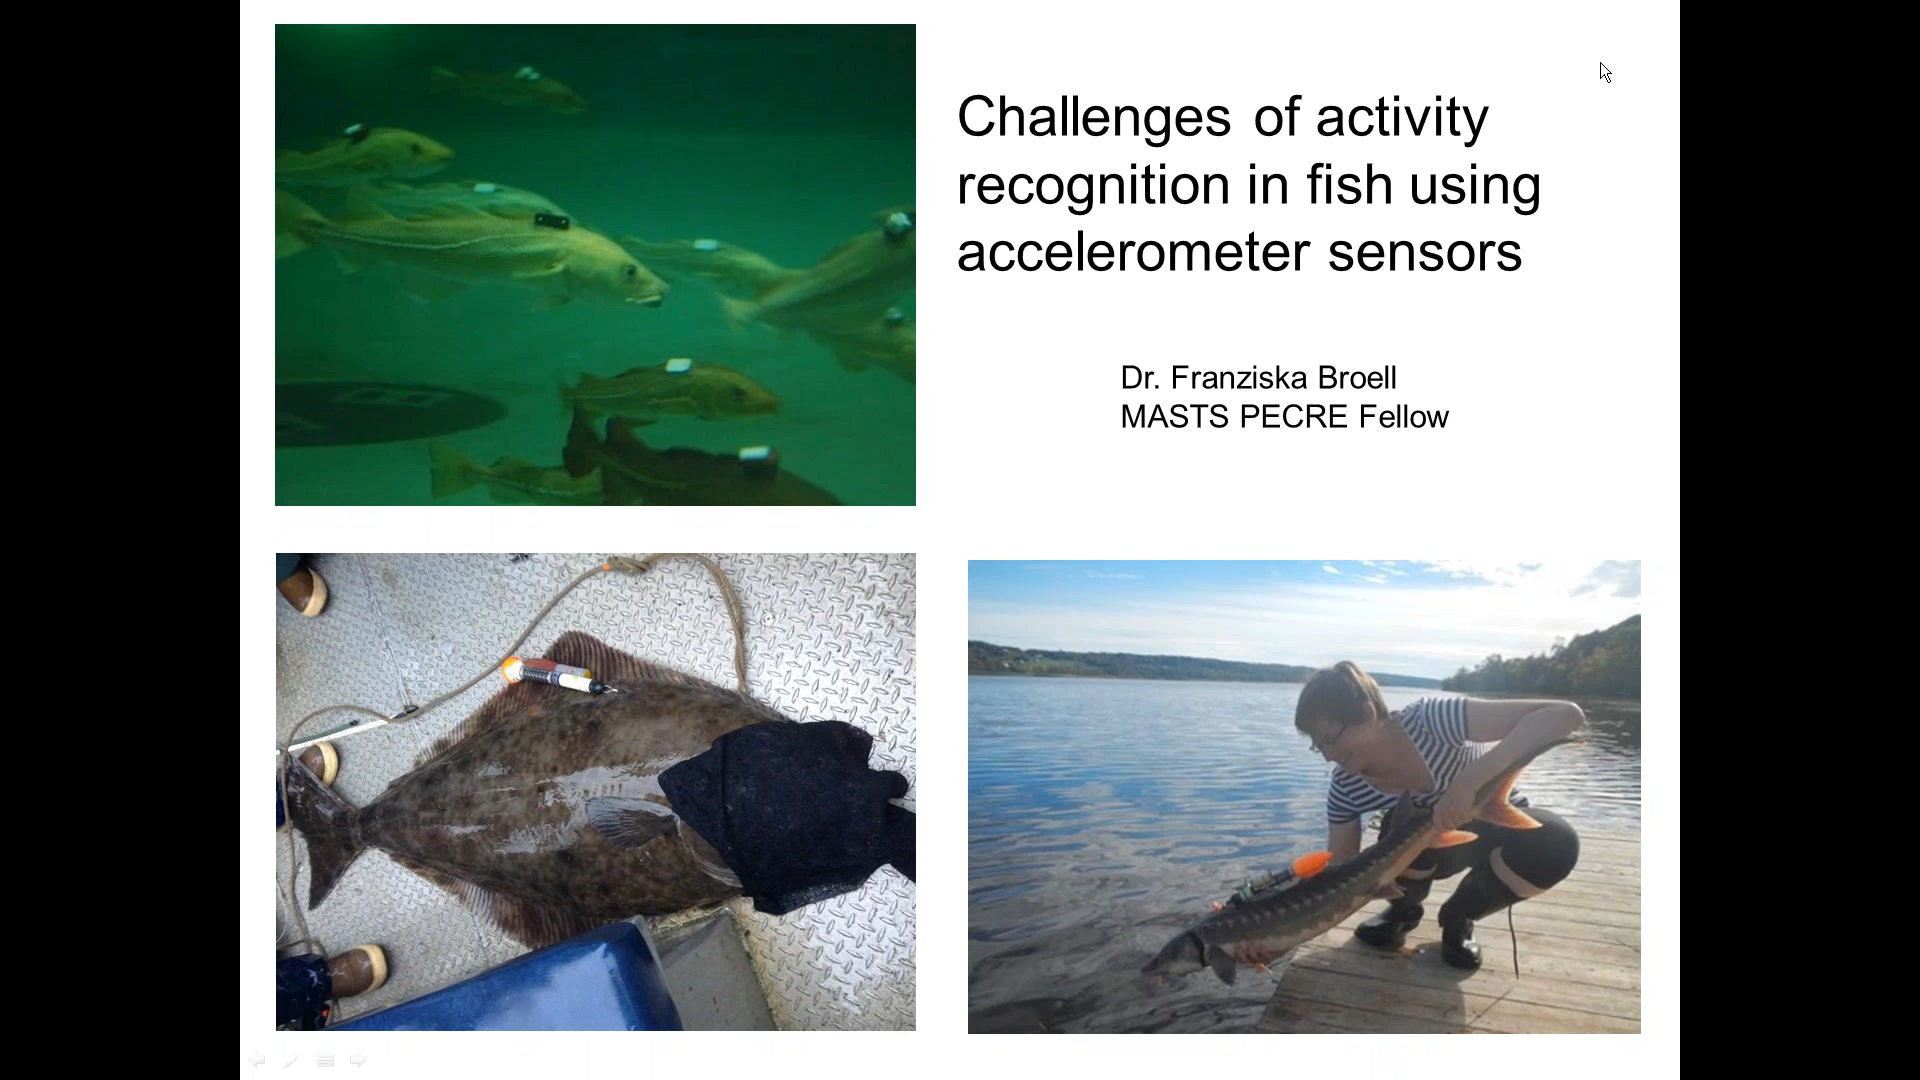 Challenges of activity
recognition in fish using
accelerometer sensors
Dr. Franziska Broell
MASTS PECRE Fellow